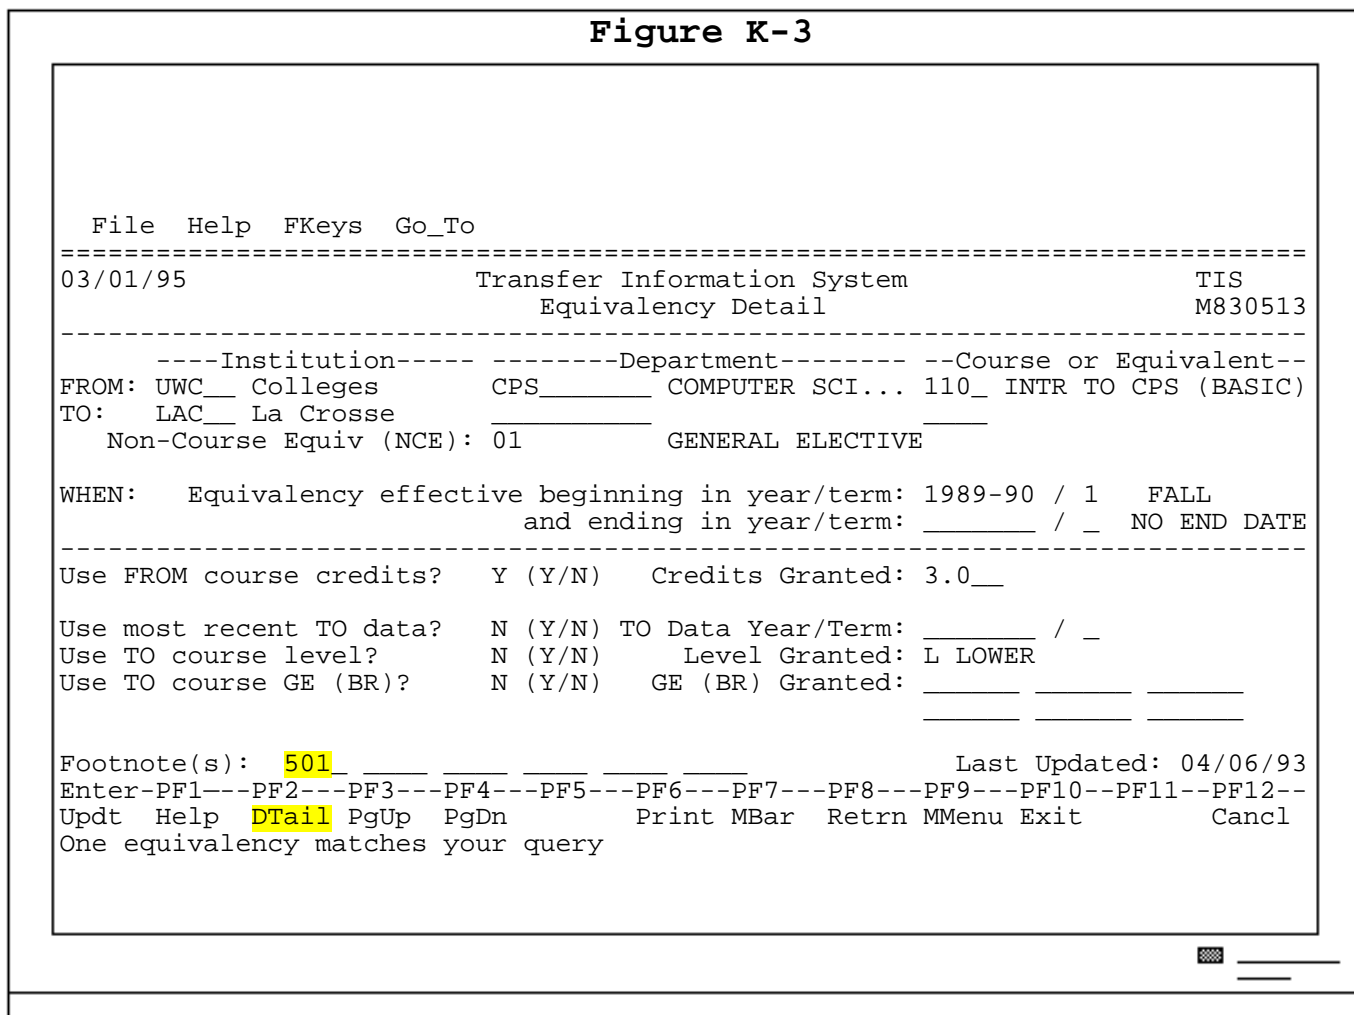 Figure K-3
File  Help  FKeys  Go_To
==============================================================================
03/01/95                  Transfer Information System                  TIS
                              Equivalency Detail                       M830513
------------------------------------------------------------------------------
      ----Institution----- --------Department-------- --Course or Equivalent--
FROM: UWC__ Colleges       CPS_______ COMPUTER SCI... 110_ INTR TO CPS (BASIC)
TO:   LAC__ La Crosse      __________                 ____
   Non-Course Equiv (NCE): 01         GENERAL ELECTIVE
WHEN:   Equivalency effective beginning in year/term: 1989-90 / 1   FALL
                             and ending in year/term: _______ / _  NO END DATE
------------------------------------------------------------------------------
Use FROM course credits?   Y (Y/N)   Credits Granted: 3.0__
Use most recent TO data?   N (Y/N) TO Data Year/Term: _______ / _
Use TO course level?       N (Y/N)     Level Granted: L LOWER
Use TO course GE (BR)?     N (Y/N)   GE (BR) Granted: ______ ______ ______
                                                      ______ ______ ______
Footnote(s):  501_ ____ ____ ____ ____ ____             Last Updated: 04/06/93
Enter-PF1---PF2---PF3---PF4---PF5---PF6---PF7---PF8---PF9---PF10--PF11--PF12--
Updt  Help  DTail PgUp  PgDn        Print MBar  Retrn MMenu Exit        Cancl
One equivalency matches your query